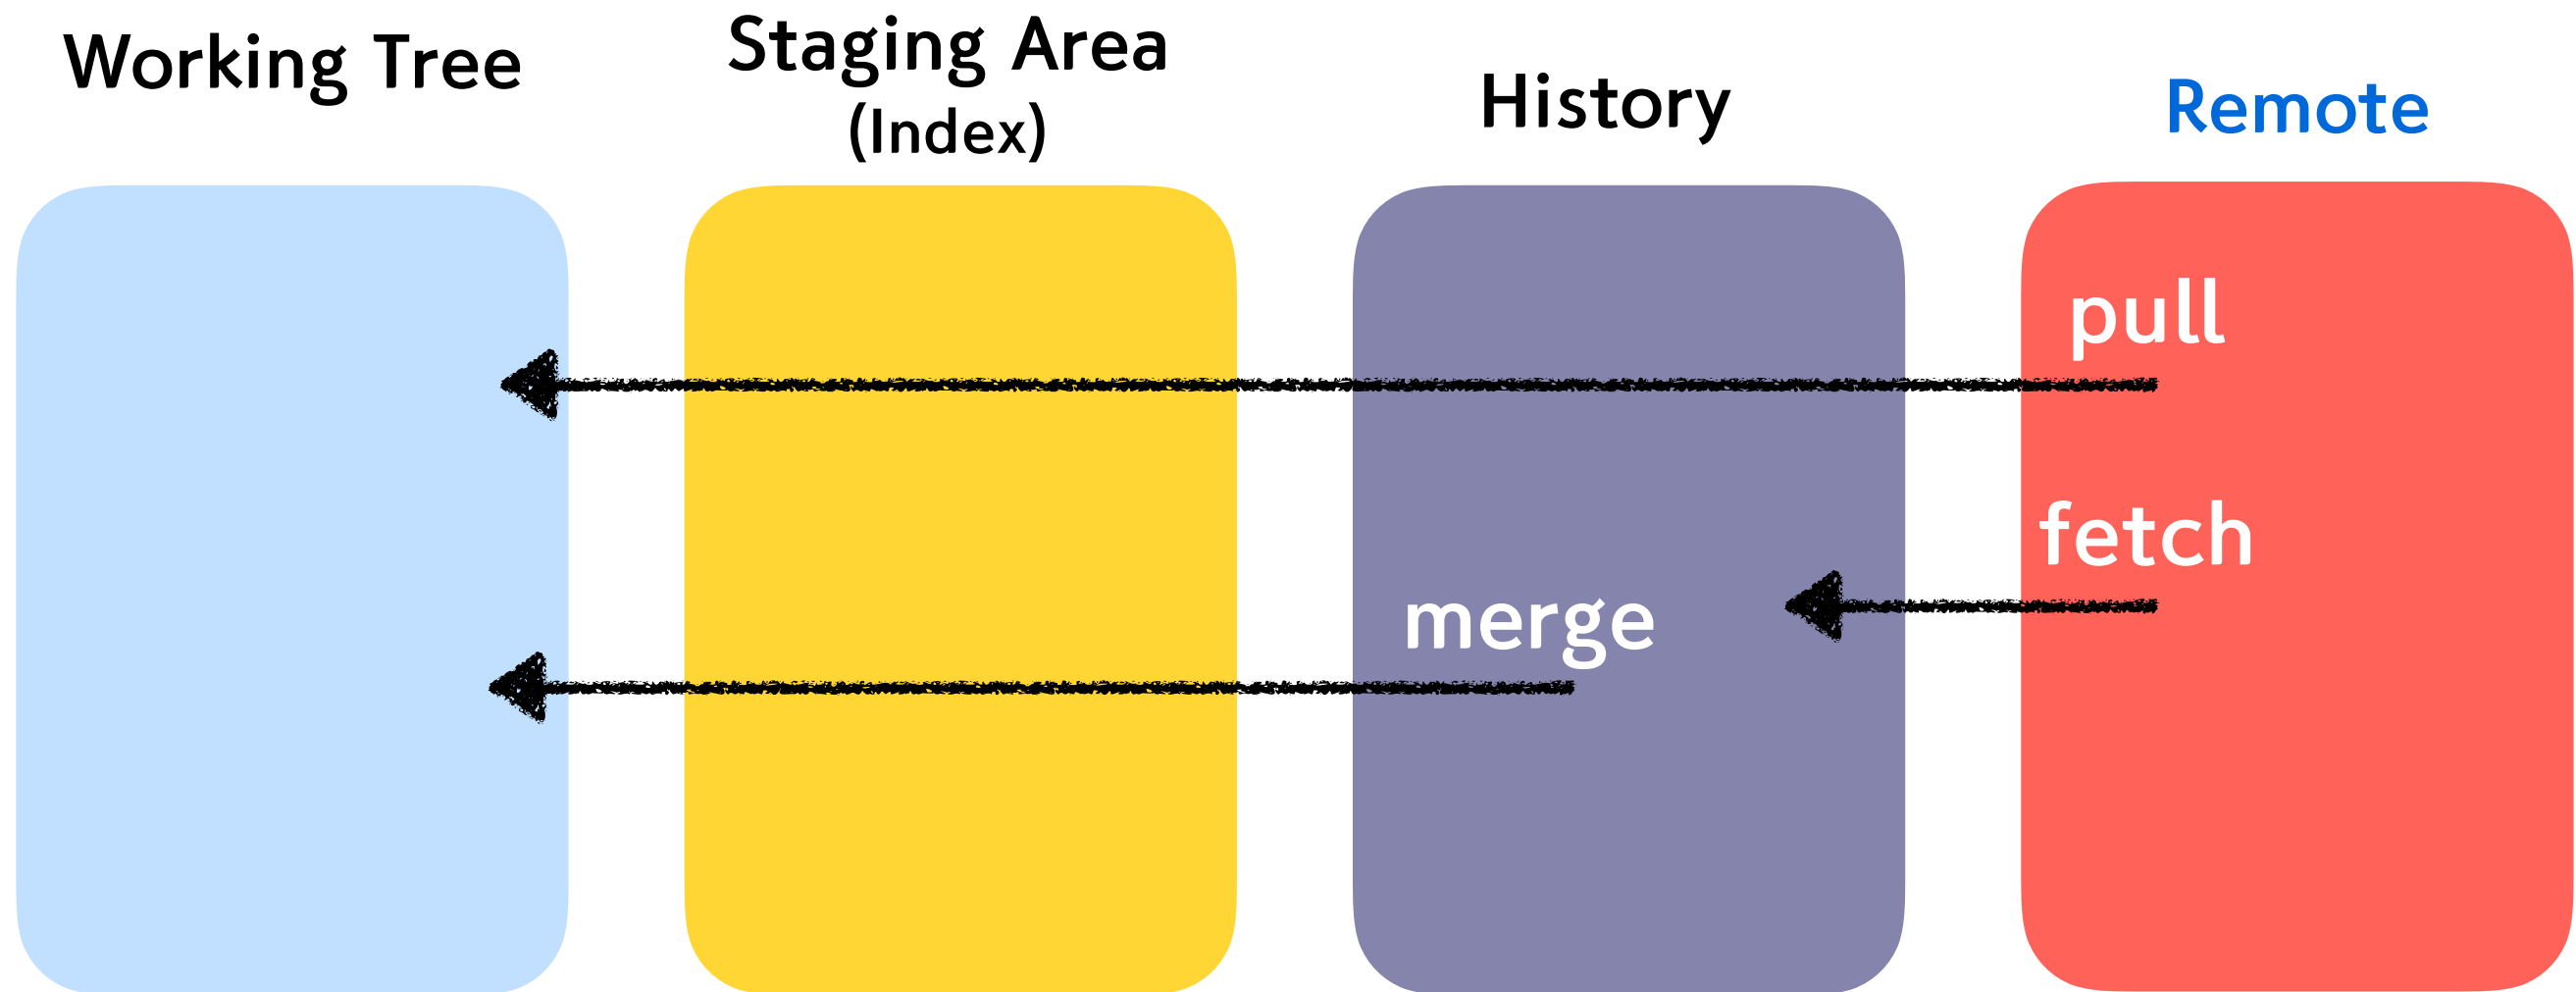 Working Tree
Staging Area
(Index)
History
Remote
pull
fetch
merge